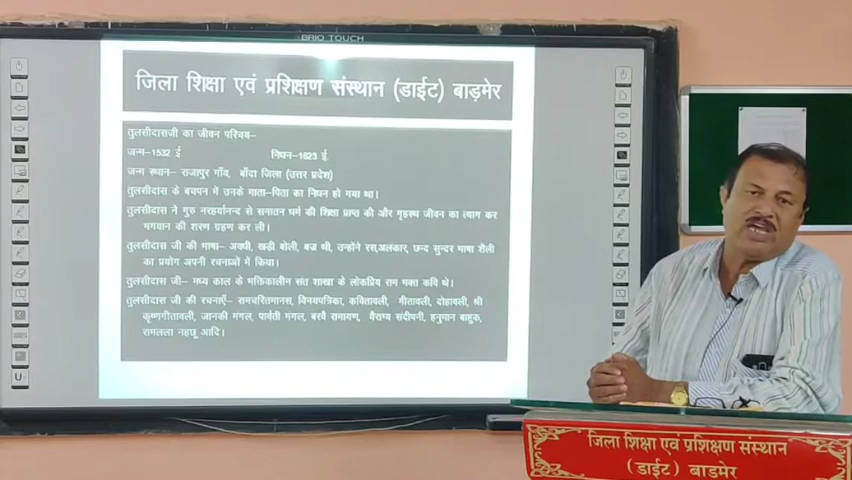 BRIO TOUCH
जिला शिक्षा एवं प्रशिक्षण संस्थान (डाईट) बाड़मेर
तुलसीदासजी का जीवन परिचय–
जन्म–1532 ई. निधन–1623 ई.
जन्म स्थान– राजापुर गाँव, बाँदा जिला (उत्तर प्रदेश)
तुलसीदास के बचपन में उनके माता–पिता का निधन हो गया था।
तुलसीदास ने गुरु नरहर्यानन्द से सनातन धर्म की शिक्षा प्राप्त की और गृहस्थ जीवन का त्याग कर
भगवान की शरण ग्रहण कर ली।
तुलसीदास जी की भाषा– अवधी, खड़ी बोली, बज्र थी, उन्होंने रस,अलंकार, छन्द सुन्दर भाषा शैली
का प्रयोग अपनी रचनाओं में किया।
तुलसीदास जी– मध्य काल के भक्तिकालीन संत शाखा के लोकप्रिय राम भक्त कवि थे।
तुलसीदास जी की रचनाएँ– रामचरितमानस, विनयपत्रिका, कवितावली, गीतावली, दोहावली, श्री
कृष्णगीतावली, जानकी मंगल, पार्वती मंगल, बरवै रामायण, वैराग्य संदीपनी, हनुमान बाहुक,
रामलला नहछू आदि।
जिला शिक्षा एवं प्रशिक्षण संस्थान
(डाईट) बाडमेर